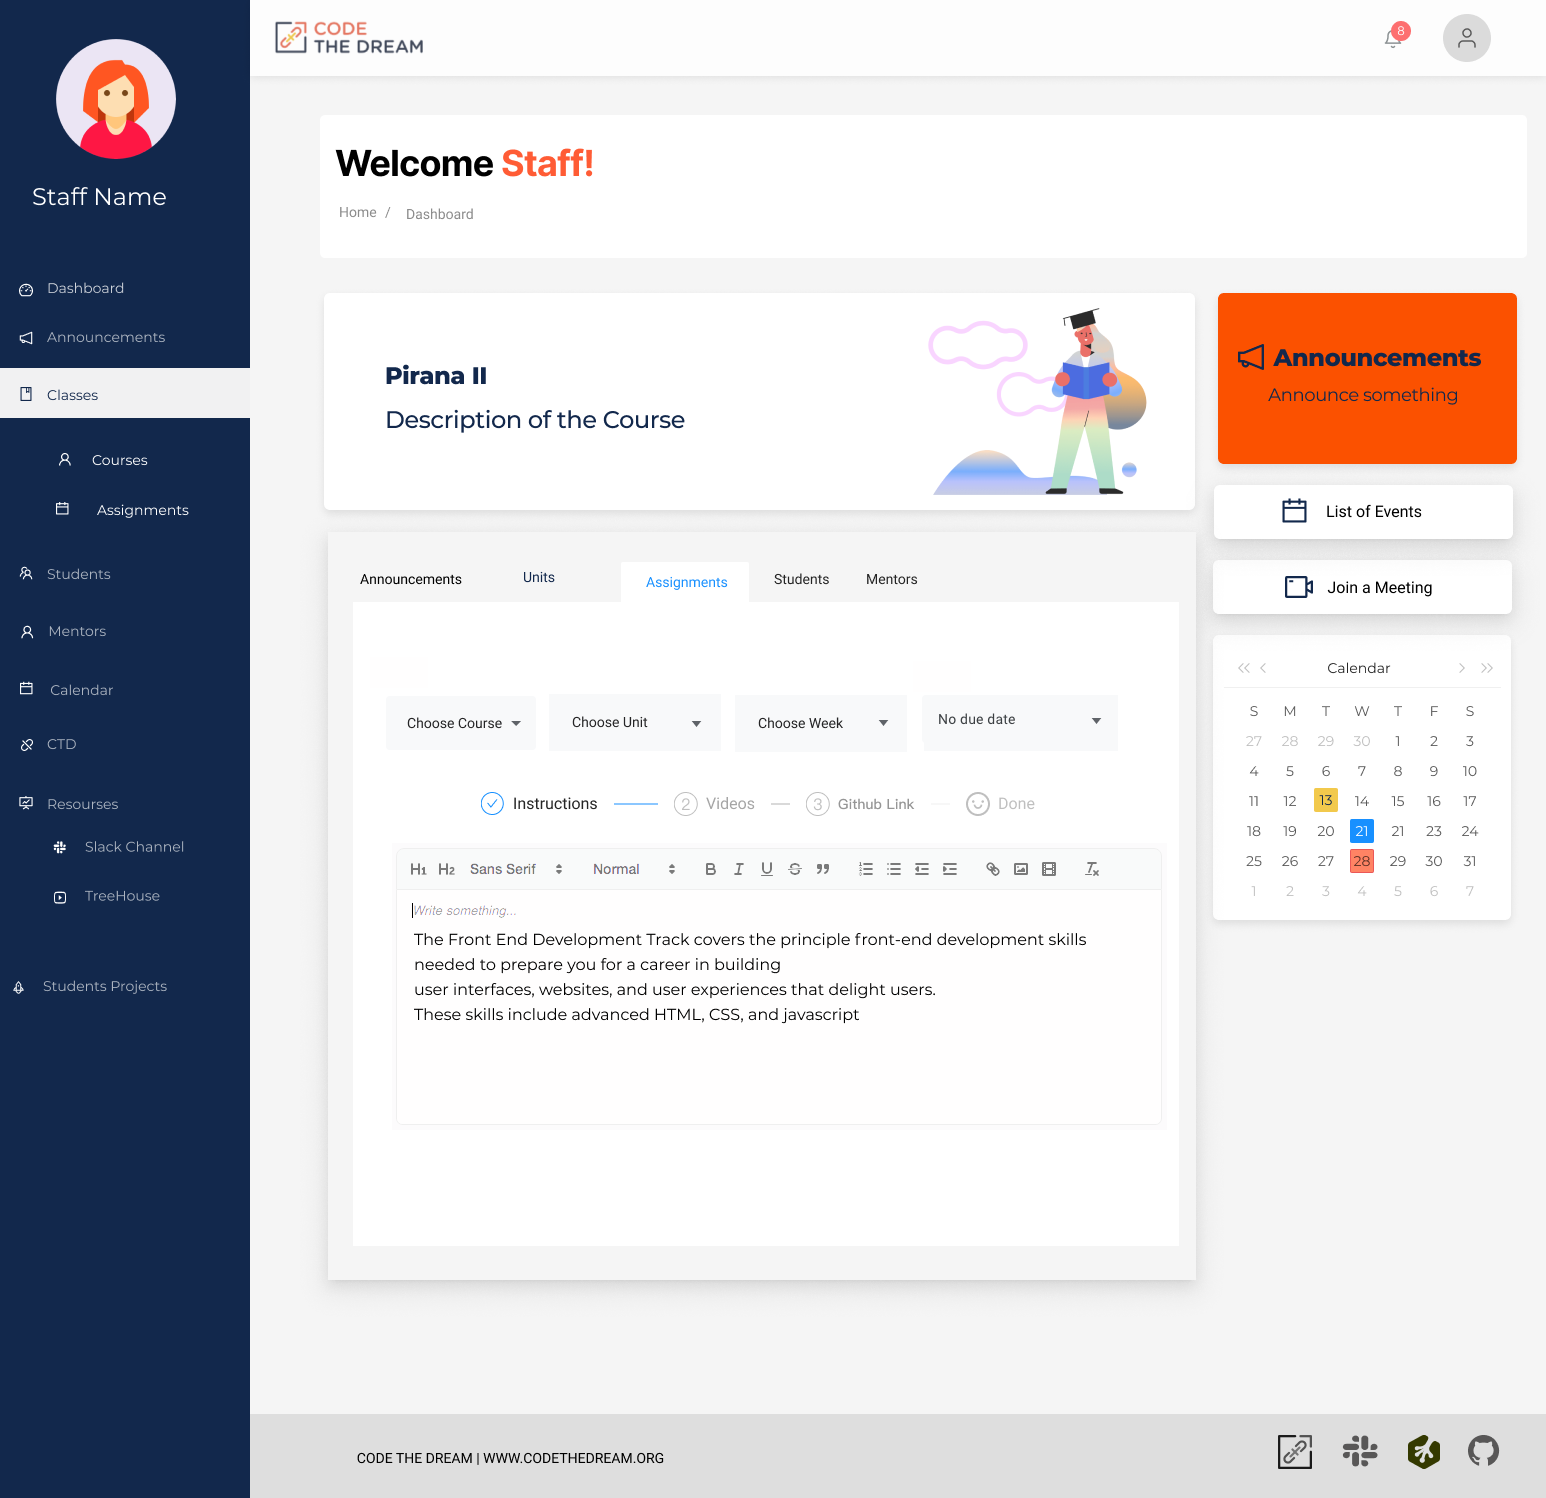 CODE
THE DREAM
8
Staff Name
Dashboard
Announcements
Classes
Courses
Assignments
Students
Mentors
Calendar
CTD
Resourses
Slack Channel
TreeHouse
Students Projects
Welcome Staff!
Home / Dashboard
Pirana II
Description of the Course
Announcements
Announce something
List of Events
Join a Meeting
Announcements Units Assignments Students Mentors
Choose Course Choose Unit Choose Week No due date
Instructions 2 Videos 3 Github Link Done
H1 H2 Sans Serif Normal B I U S
Write something...
The Front End Development Track covers the principle front-end development skills
needed to prepare you for a career in building
user interfaces, websites, and user experiences that delight users.
These skills include advanced HTML, CSS, and javascript
Calendar
S M T W T F S
27 28 29 30 1 2 3
4 5 6 7 8 9 10
11 12 13 14 15 16 17
18 19 20 21 21 23 24
25 26 27 28 29 30 31
1 2 3 4 5 6 7
CODE THE DREAM | WWW.CODETHEDREAM.ORG